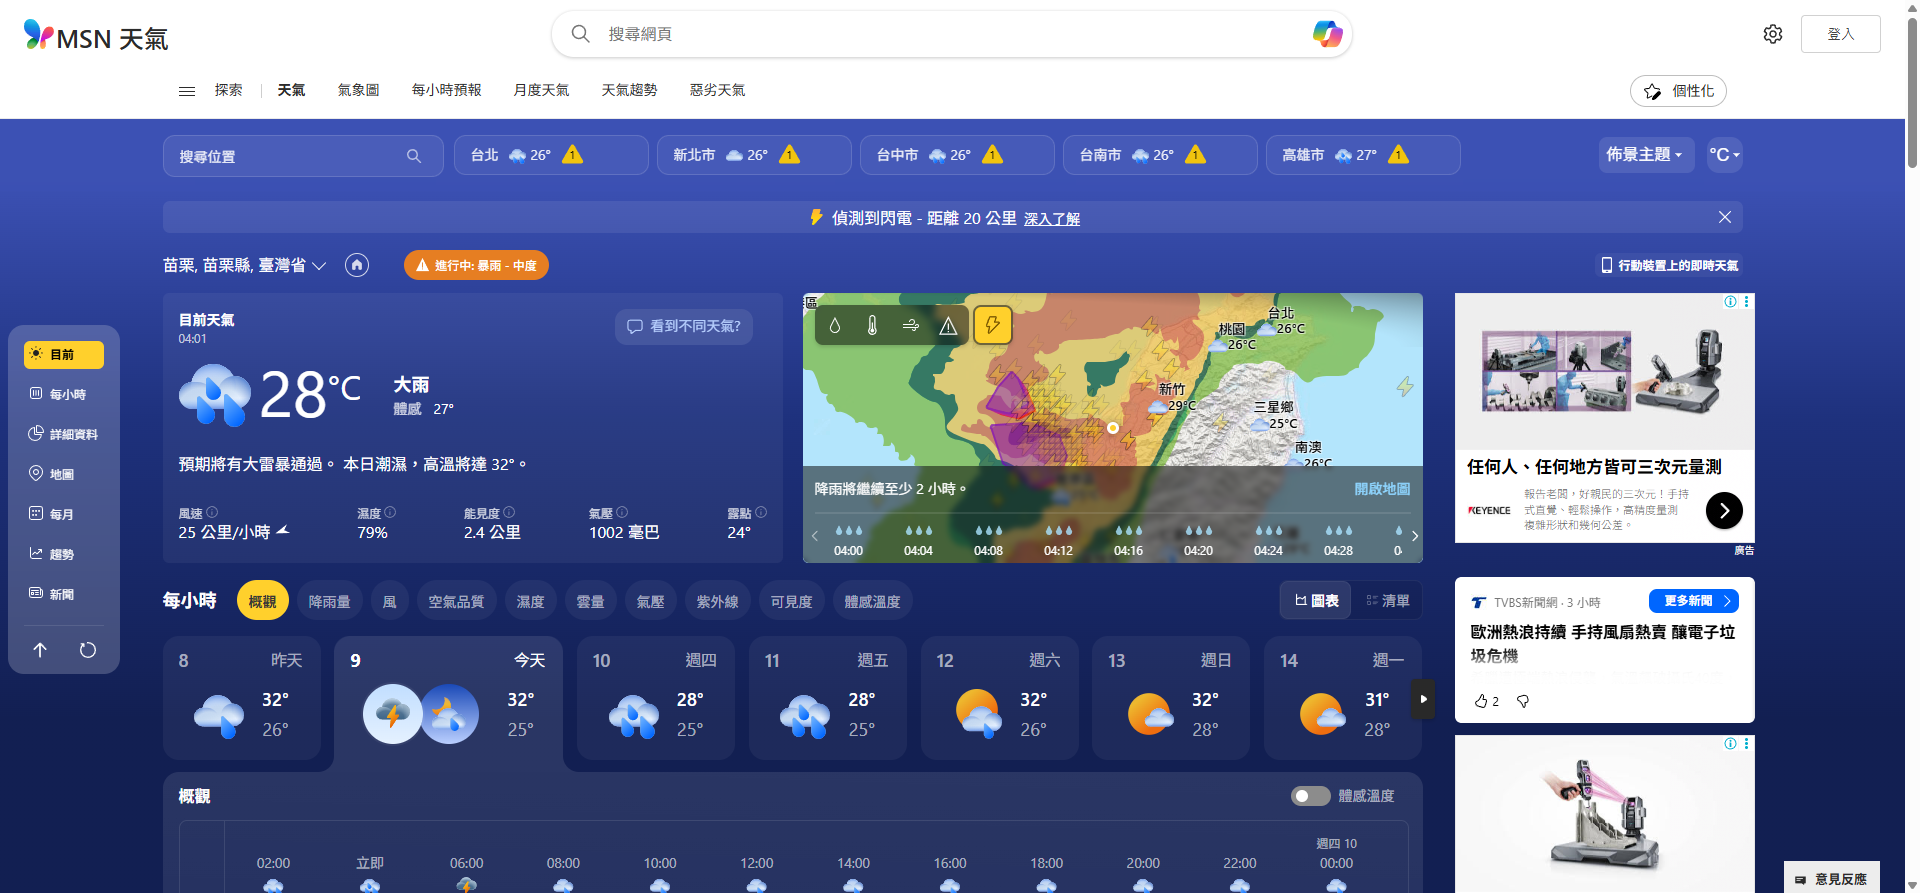 MSN 天氣
搜尋網頁
登入
探索
天氣
氣象圖
每小時預報
月度天氣
天氣趨勢
惡劣天氣
個性化
搜尋位置
台北 26° 1
新北市 26° 1
台中市 26° 1
台南市 26° 1
高雄市 27° 1
佈景主題
°C
偵測到閃電 - 距離 20 公里 深入了解
苗栗, 苗栗縣, 臺灣省
進行中: 暴雨 - 中度
行動裝置上的即時天氣
目前
每小時
詳細資料
地圖
每月
趨勢
新聞
目前天氣
04:01
看到不同天氣?
28°C
大雨
體感 27°
預期將有大雷暴通過。 本日潮濕，高溫將達 32°。
風速
25 公里/小時
濕度
79%
能見度
2.4 公里
氣壓
1002 毫巴
露點
24°
區
台北
26°C
桃園
26°C
新竹
29°C
三星鄉
25°C
南澳
26°C
降雨將繼續至少 2 小時。
開啟地圖
04:00 04:04 04:08 04:12 04:16 04:20 04:24 04:28 0
任何人、任何地方皆可三次元量測
KEYENCE
報告老闆，好親民的三次元！手持
式直覺、輕鬆操作，高精度量測
複雜形狀和幾何公差。
廣告
每小時
概觀
降雨量
風
空氣品質
濕度
雲量
氣壓
紫外線
可見度
體感溫度
圖表
清單
8 昨天
32°
26°
9 今天
32°
25°
10 週四
28°
25°
11 週五
28°
25°
12 週六
32°
26°
13 週日
32°
28°
14 週一
31°
28°
TVBS新聞網 · 3 小時
更多新聞
歐洲熱浪持續 手持風扇熱賣 釀電子垃
圾危機
2
概觀
體感溫度
週四 10
02:00 立即 06:00 08:00 10:00 12:00 14:00 16:00 18:00 20:00 22:00 00:00
意見反應